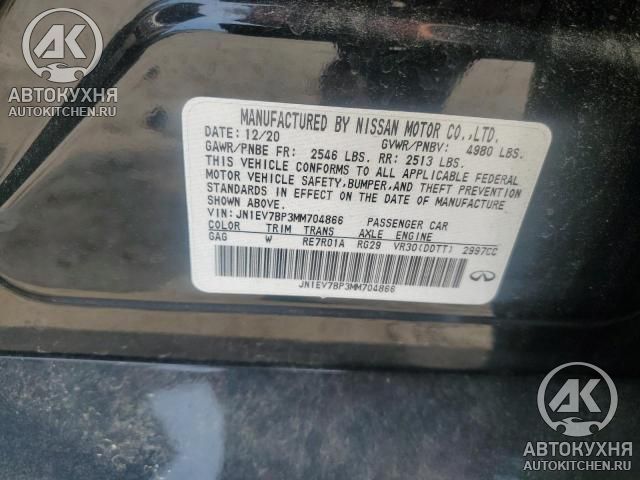 AK
АВТОКУХНЯ
AUTOKITCHEN.RU
MANUFACTURED BY NISSAN MOTOR CO.,LTD.
DATE: 12/20 GVWR/PNBV: 4980 LBS.
GAWR/PNBE FR: 2546 LBS. RR: 2513 LBS.
THIS VEHICLE CONFORMS TO ALL APPLICABLE FEDERAL
MOTOR VEHICLE SAFETY, BUMPER, AND THEFT PREVENTION
STANDARDS IN EFFECT ON THE DATE OF MANUFACTURE
SHOWN ABOVE.
VIN: JN1EV7BP3MM704866 PASSENGER CAR
COLOR TRIM TRANS AXLE ENGINE
GAG W RE7R01A RG29 VR30(DDTT) 2997CC
JN1EV7BP3MM704866
AK
АВТОКУХНЯ
AUTOKITCHEN.RU